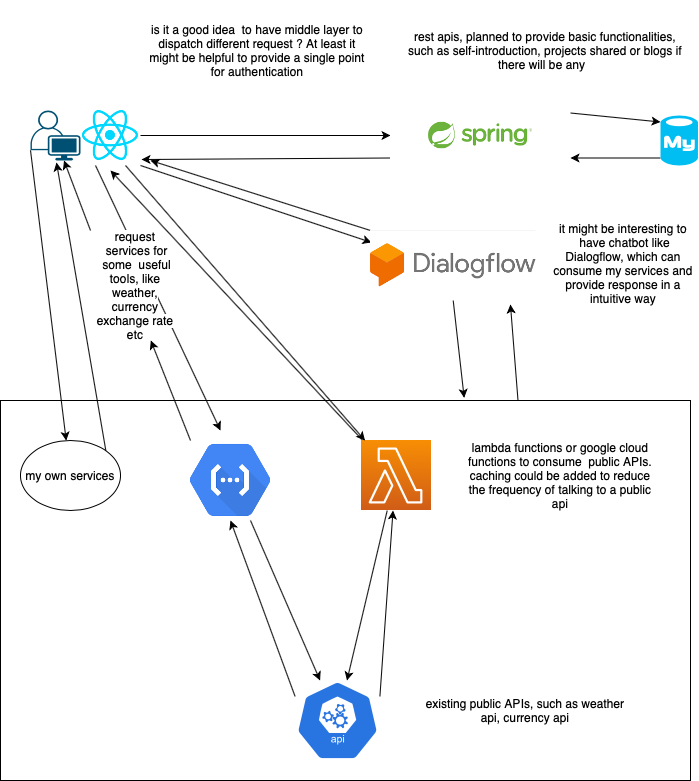 is it a good idea  to have middle layer to
dispatch different request ? At least it
might be helpful to provide a single point
for authentication
rest apis, planned to provide basic functionalities,
such as self-introduction, projects shared or blogs if
there will be any
spring
My
request
services for
some  useful
tools, like
weather,
currency
exchange rate
etc
Dialogflow
it might be interesting to
have chatbot like
Dialogflow, which can
consume my services and
provide response in a
intuitive way
my own services
lambda functions or google cloud
functions to consume  public APIs.
caching could be added to reduce
the frequency of talking to a public
api
existing public APIs, such as weather
api, currency api
api